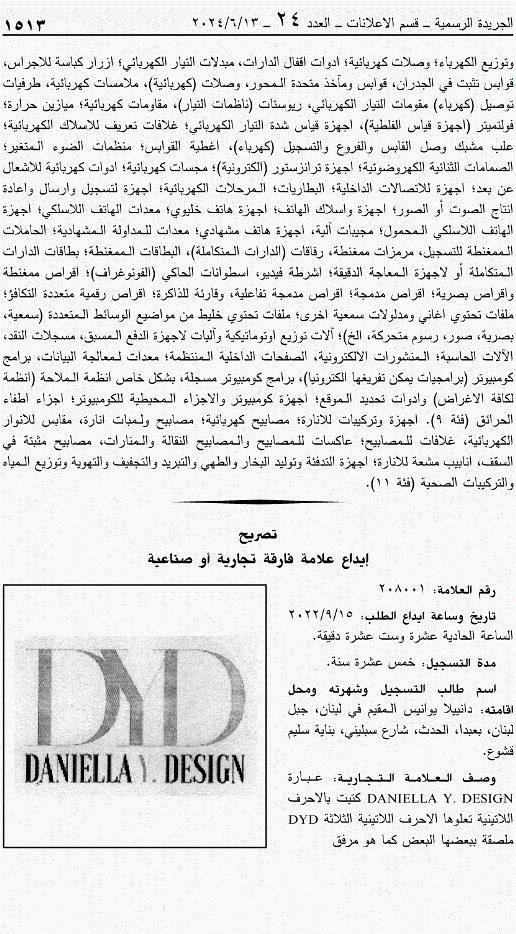 الجريدة الرسمية ــ قسم الاعلانات ــ العدد ٢٤ ــ ٢٠٢٤/٦/١٣ ١٥١٣
وتوزيع الكهرباء؛ وصلات كهربائية؛ ادوات اقفال الدارات، مبدلات التيار الكهربائي؛ ازرار كباسة للاجراس،
قوابس تثبت في الجدران، قوابس ومآخذ متحدة المحور، وصلات (كهربائية)، ملامسات كهربائية، طرفيات
توصيل (كهرباء) مقومات التيار الكهربائي، ريوستات (ناظمات التيار)، مقاومات كهربائية؛ ميازين حرارة؛
فولتميتر (اجهزة قياس الفلطية)، اجهزة قياس شدة التيار الكهربائي؛ غلافات تعريف للاسلاك الكهربائية؛
علب مشبك وصل القابس والفروع والتسجيل (كهرباء)، اغطية القوابس؛ منظمات الضوء المتغير؛
الصمامات الثنائية الكهروضوئية؛ اجهزة ترانزستور (الكترونية)؛ مجسات كهربائية؛ ادوات كهربائية للاشعال
عن بعد؛ اجهزة للاتصالات الداخلية؛ البطاريات؛ المرحلات الكهربائية؛ اجهزة تسجيل وارسال واعادة
انتاج الصوت أو الصور؛ اجهزة واسلاك الهاتف؛ اجهزة هاتف خليوي؛ معدات الهاتف اللاسلكي؛ اجهزة
الهاتف اللاسلكي المحمول؛ مجيبات آلية، اجهزة هاتف مشهادي؛ معدات للمداولة المشهادية؛ الحاملات
الممغنطة للتسجيل، مرمزات ممغنطة، رقاقات (الدارات المتكاملة)، البطاقات الممغنطة؛ بطاقات الدارات
المتكاملة أو لاجهزة المعاجة الدقيقة؛ اشرطة فيديو، اسطوانات الحاكي (الفونوغراف)؛ اقراص ممغنطة
واقراص بصرية؛ اقراص مدمجة؛ اقراص مدمجة تفاعلية، وقارئة للذاكرة؛ اقراص رقمية متعددة التكافؤ؛
ملفات تحتوي اغاني ومدلولات سمعية اخرى؛ ملفات تحتوي خليط من مواضيع الوسائط المتعددة (سمعية،
بصرية، صور، رسوم متحركة، الخ)؛ آلات توزيع اوتوماتيكية وآليات لاجهزة الدفع المسبق، مسجلات النقد،
الآلات الحاسبة؛ المنشورات الالكترونية، الصفحات الداخلية المنتظمة؛ معدات لمعالجة البيانات، برامج
كومبيوتر (برامجيات يمكن تفريغها الكترونيا)، برامج كومبيوتر مسجلة، بشكل خاص انظمة الملاحة (انظمة
لكافة الاغراض) وادوات تحديد الموقع؛ اجهزة كومبيوتر والاجزاء المحيطية للكومبيوتر؛ اجزاء اطفاء
الحرائق (فئة ٩). اجهزة وتركيبات للانارة؛ مصابيح كهربائية؛ مصابيح ولمبات انارة، مقابس للانوار
الكهربائية، غلافات للمصابيح؛ عاكسات للمصابيح والمصابيح النقالة والمنارات، مصابيح مثبتة في
السقف، انابيب مشعة للانارة؛ اجهزة التدفئة وتوليد البخار والطهي والتبريد والتجفيف والتهوية وتوزيع المياه
والتركيبات الصحية (فئة ١١).
تصريح
إيداع علامة فارقة تجارية أو صناعية
رقم العلامة: ٢٠٨٠٠١
تاريخ وساعة ايداع الطلب: ٢٠٢٢/٩/١٥
الساعة الحادية عشرة وست عشرة دقيقة.
مدة التسجيل: خمس عشرة سنة.
اسم طالب التسجيل وشهرته ومحل
اقامته: دانييلا يوانيس المقيم في لبنان، جبل
لبنان، بعبدا، الحدث، شارع سبليني، بناية سليم
قشوع.
وصف العلامة التجارية: عبارة
DANIELLA Y. DESIGN كتبت بالاحرف
اللاتينية تعلوها الاحرف اللاتينية الثلاثة DYD
ملصقة ببعضها البعض كما هو مرفق
DYD
DANIELLA Y. DESIGN